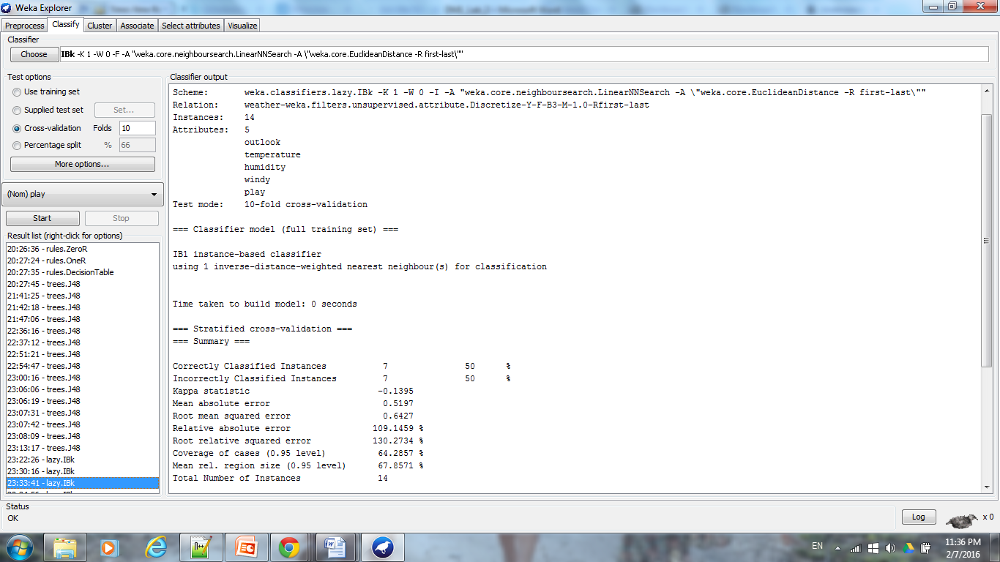 Weka Explorer
Preprocess Classify Cluster Associate Select attributes Visualize
Classifier
Choose IBk -K 1 -W 0 -F -A "weka.core.neighboursearch.LinearNNSearch -A \"weka.core.EuclideanDistance -R first-last\""
Test options
Use training set
Supplied test set Set...
Cross-validation Folds 10
Percentage split % 66
More options...
(Nom) play
Start Stop
Result list (right-click for options)
20:26:36 - rules.ZeroR
20:27:24 - rules.OneR
20:27:35 - rules.DecisionTable
20:27:45 - trees.J48
21:41:25 - trees.J48
21:42:18 - trees.J48
21:47:06 - trees.J48
22:36:16 - trees.J48
22:37:12 - trees.J48
22:51:21 - trees.J48
22:54:47 - trees.J48
23:00:16 - trees.J48
23:06:06 - trees.J48
23:06:19 - trees.J48
23:07:31 - trees.J48
23:07:42 - trees.J48
23:08:09 - trees.J48
23:13:17 - trees.J48
23:22:26 - lazy.IBk
23:30:16 - lazy.IBk
23:33:41 - lazy.IBk
Classifier output
Scheme: weka.classifiers.lazy.IBk -K 1 -W 0 -I -A "weka.core.neighboursearch.LinearNNSearch -A \"weka.core.EuclideanDistance -R first-last\""
Relation: weather-weka.filters.unsupervised.attribute.Discretize-Y-F-B3-M-1.0-Rfirst-last
Instances: 14
Attributes: 5
outlook
temperature
humidity
windy
play
Test mode: 10-fold cross-validation
=== Classifier model (full training set) ===
IB1 instance-based classifier
using 1 inverse-distance-weighted nearest neighbour(s) for classification
Time taken to build model: 0 seconds
=== Stratified cross-validation ===
=== Summary ===
Correctly Classified Instances 7 50 %
Incorrectly Classified Instances 7 50 %
Kappa statistic -0.1395
Mean absolute error 0.5197
Root mean squared error 0.6427
Relative absolute error 109.1459 %
Root relative squared error 130.2734 %
Coverage of cases (0.95 level) 64.2857 %
Mean rel. region size (0.95 level) 67.8571 %
Total Number of Instances 14
Status
OK
Log x 0
EN
11:36 PM
2/7/2016